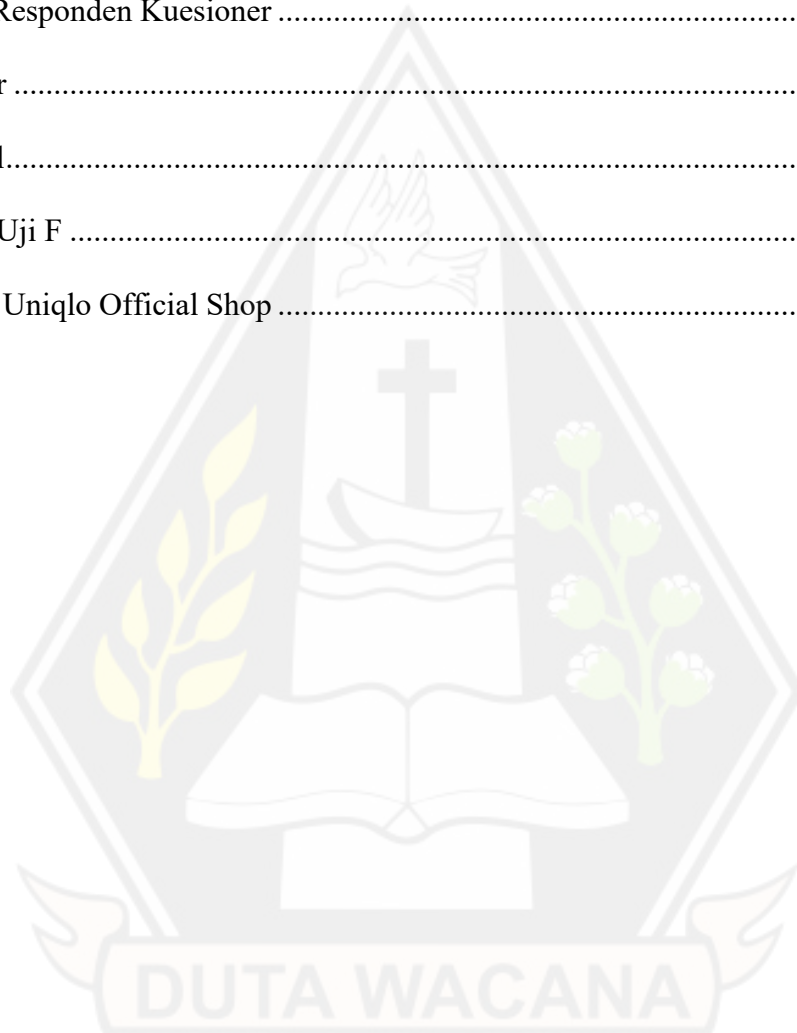 Responden Kuesioner ....................................................................
r ....................................................................................................
l.....................................................................................................
Uji F .............................................................................................
Uniqlo Official Shop ....................................................................
DUTA WACANA